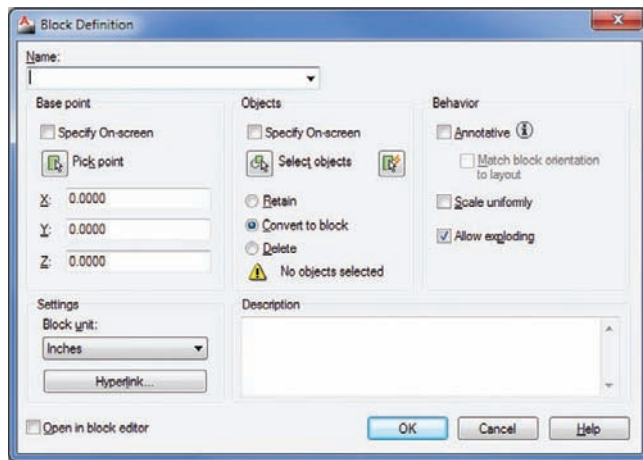 Block Definition
Name:
Base point
Specify On-screen
Pick point
X: 0.0000
Y: 0.0000
Z: 0.0000
Objects
Specify On-screen
Select objects
Retain
Convert to block
Delete
No objects selected
Behavior
Annotative
Match block orientation
to layout
Scale uniformly
Allow exploding
Settings
Block unit:
Inches
Hyperlink...
Description
Open in block editor
OK
Cancel
Help